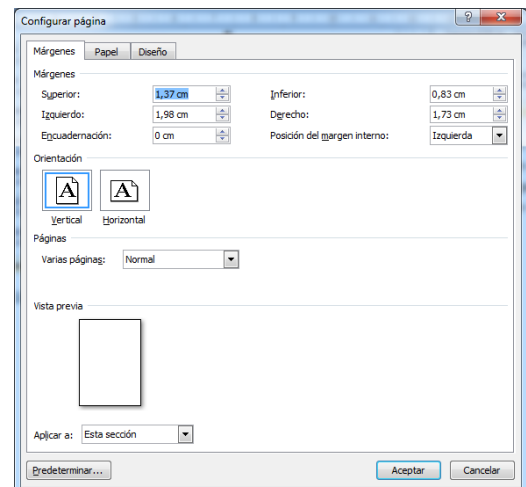 Configurar página
Márgenes Papel Diseño
Márgenes
Superior: 1,37 cm Inferior: 0,83 cm
Izquierdo: 1,98 cm Derecho: 1,73 cm
Encuadernación: 0 cm Posición del margen interno: Izquierda
Orientación
A A
Vertical Horizontal
Páginas
Varias páginas: Normal
Vista previa
Aplicar a: Esta sección
Predeterminar... Aceptar Cancelar